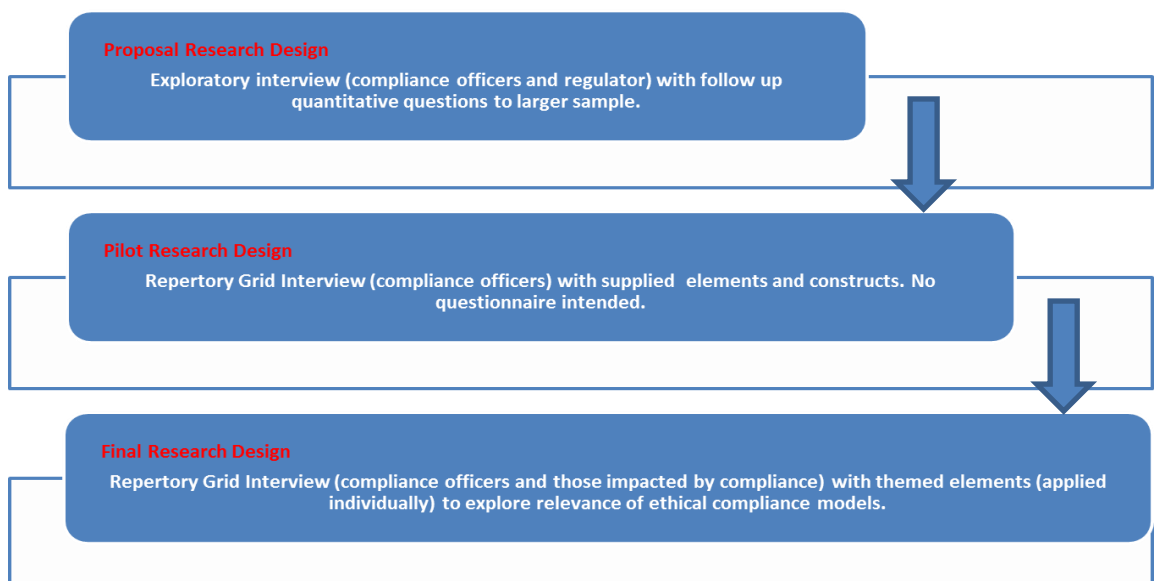 Proposal Research Design
Exploratory interview (compliance officers and regulator) with follow up
quantitative questions to larger sample.
Pilot Research Design
Repertory Grid Interview (compliance officers) with supplied elements and constructs. No
questionnaire intended.
Final Research Design
Repertory Grid Interview (compliance officers and those impacted by compliance) with themed elements (applied
individually) to explore relevance of ethical compliance models.